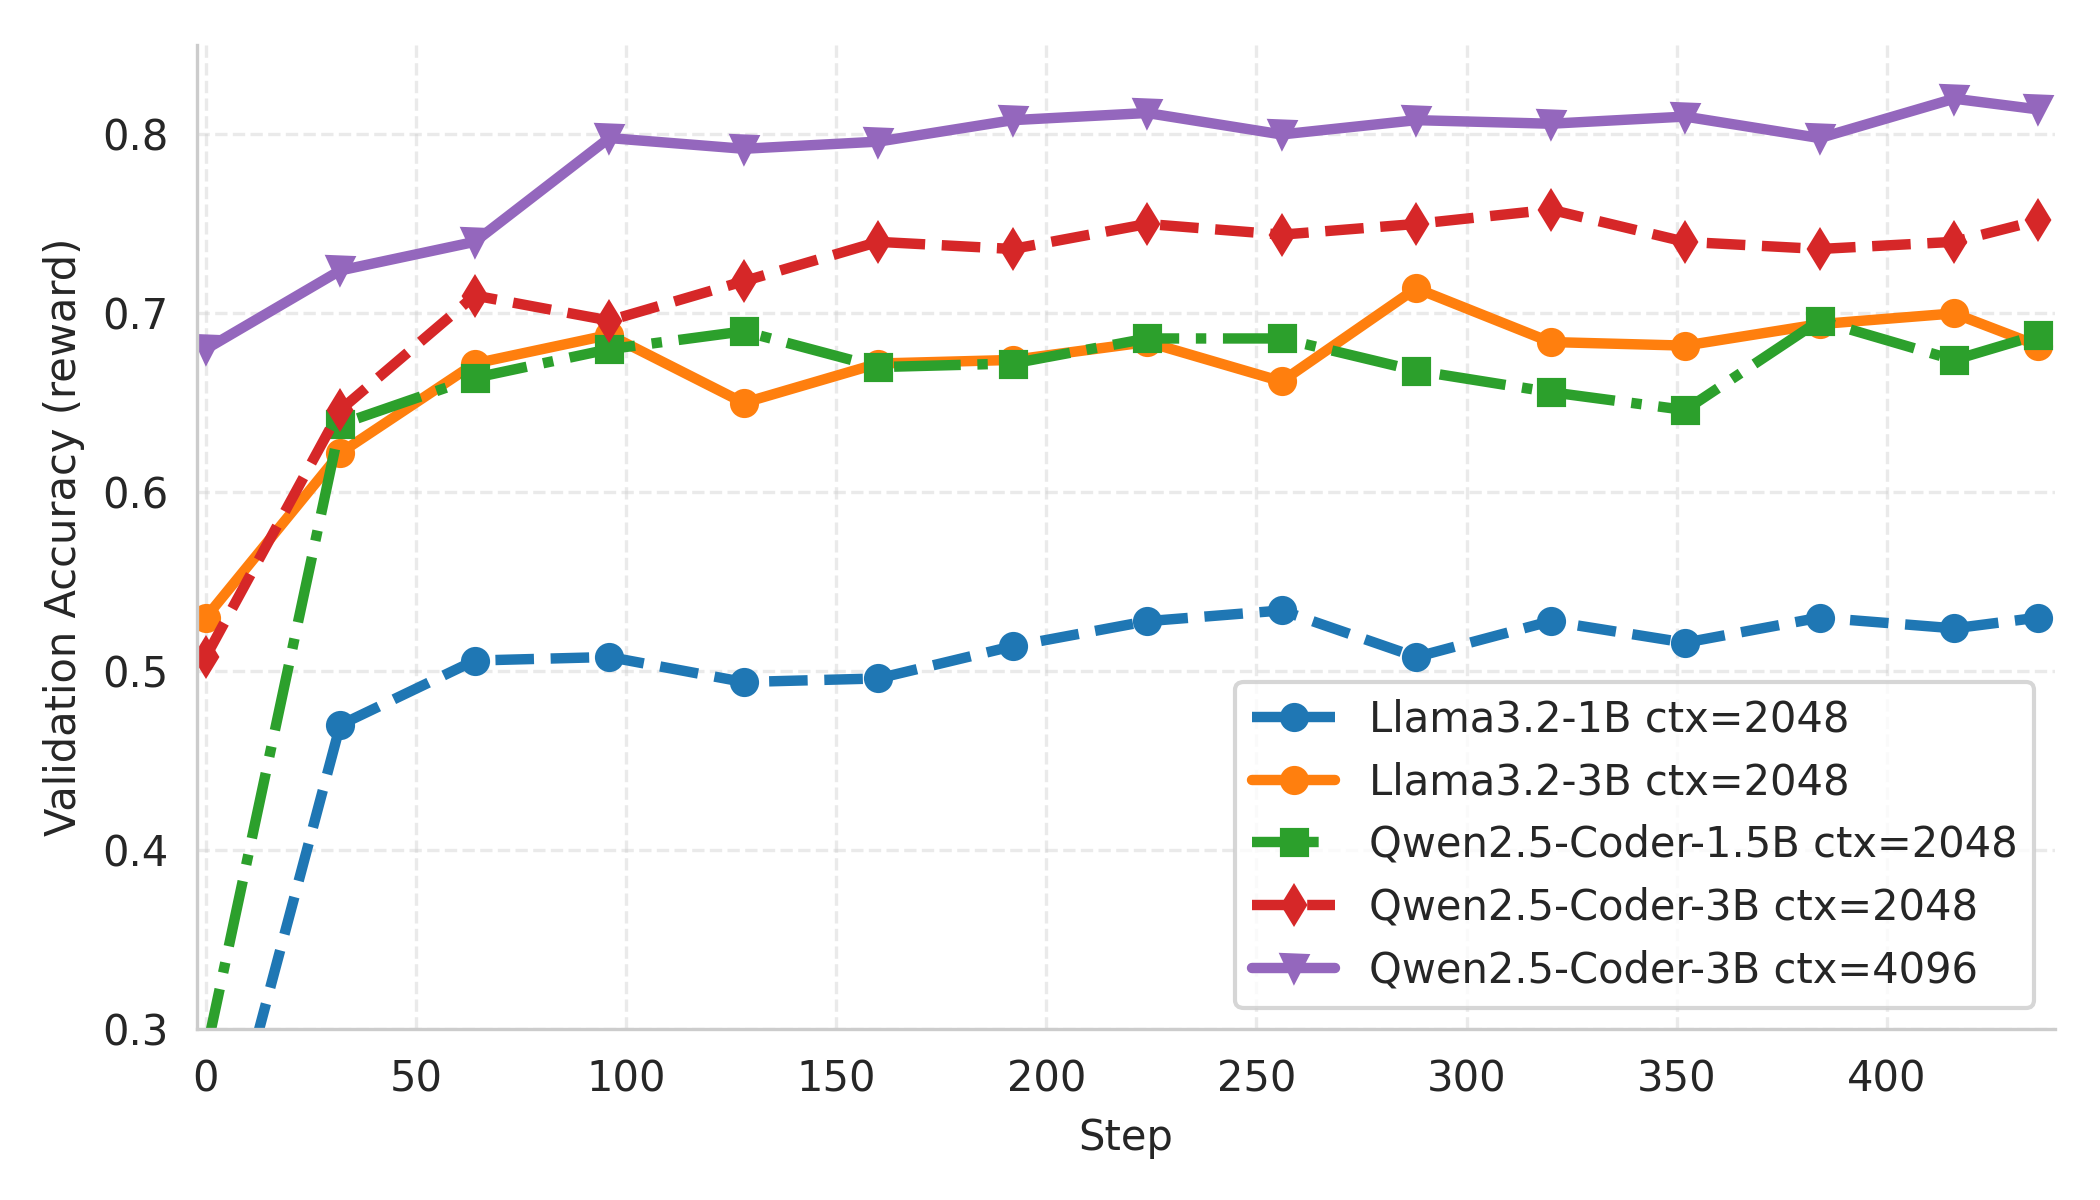 Validation Accuracy (reward)
0.8
0.7
0.6
0.5
0.4
0.3
0 50 100 150 200 250 300 350 400
Step
Llama3.2-1B ctx=2048
Llama3.2-3B ctx=2048
Qwen2.5-Coder-1.5B ctx=2048
Qwen2.5-Coder-3B ctx=2048
Qwen2.5-Coder-3B ctx=4096